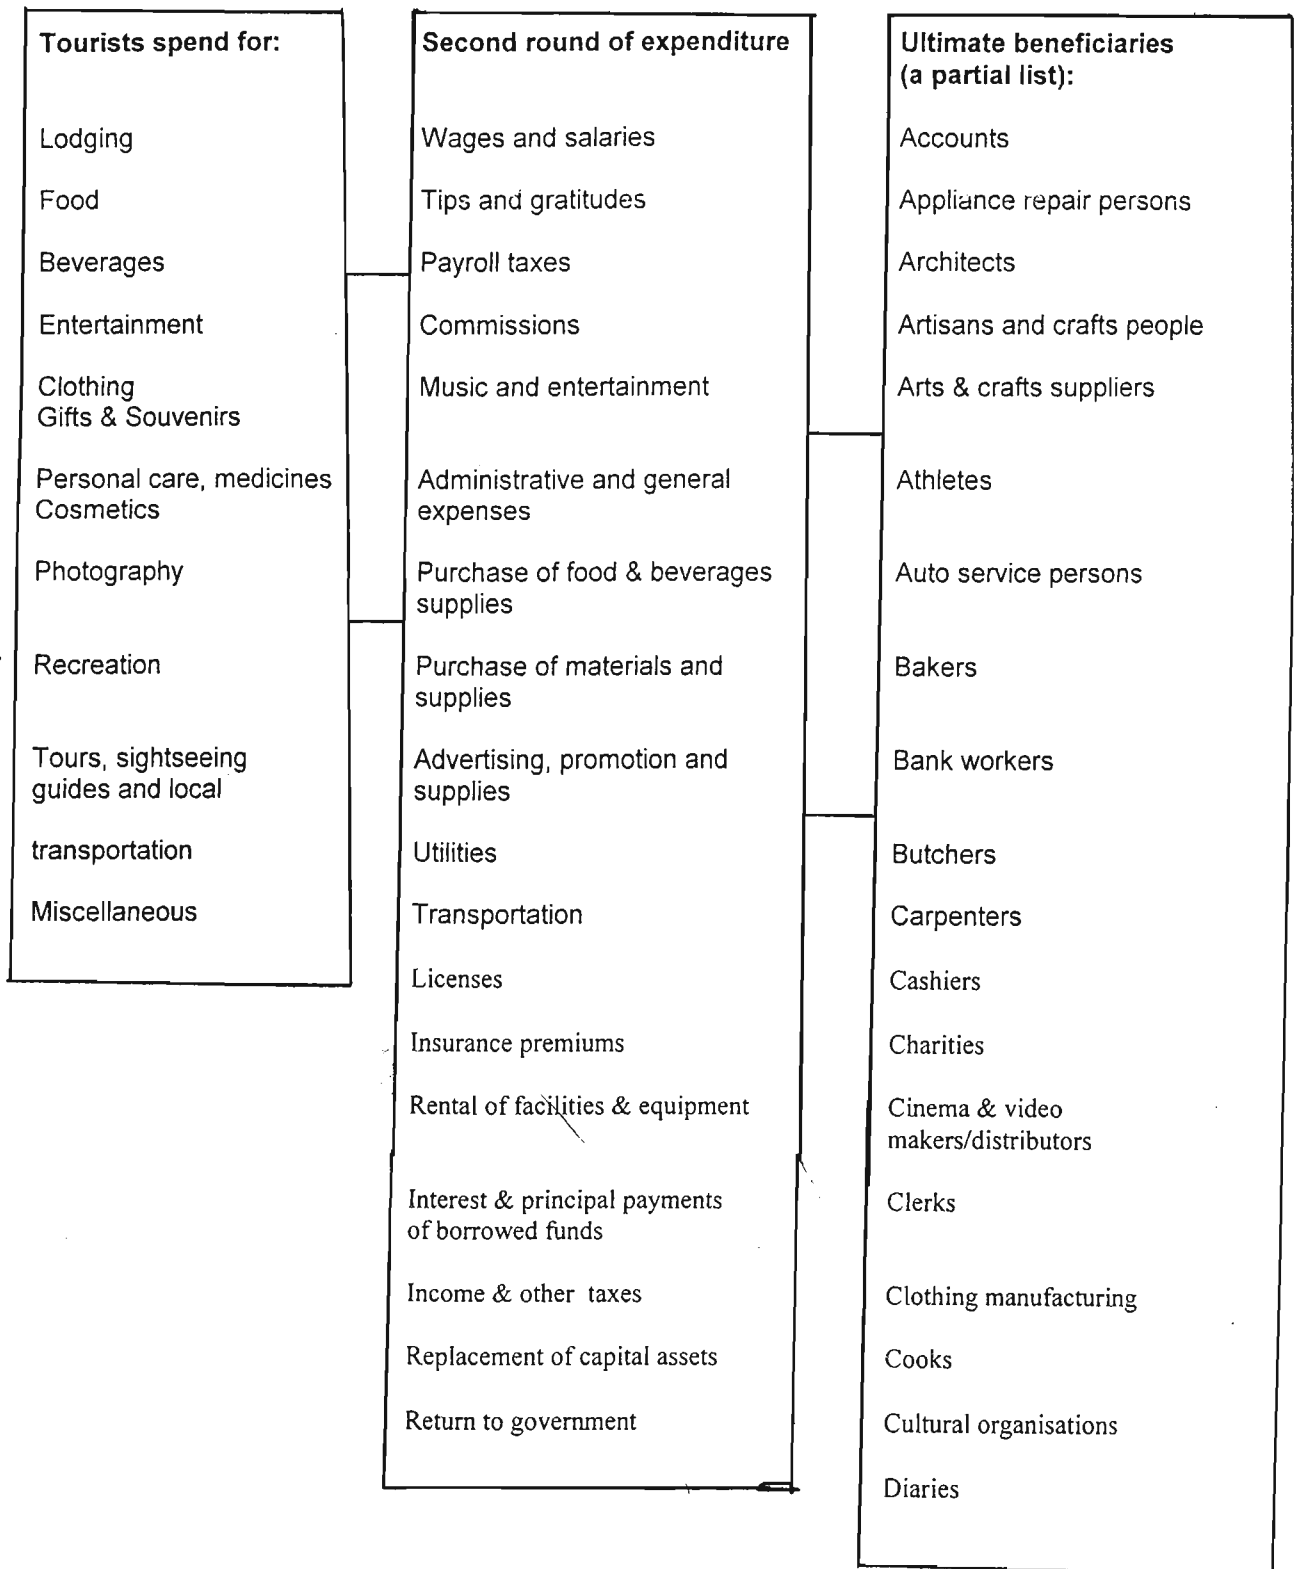 Tourists spend for:
Lodging
Food
Beverages
Entertainment
Clothing
Gifts & Souvenirs
Personal care, medicines
Cosmetics
Photography
Recreation
Tours, sightseeing
guides and local
transportation
Miscellaneous
Second round of expenditure
Wages and salaries
Tips and gratitudes
Payroll taxes
Commissions
Music and entertainment
Administrative and general
expenses
Purchase of food & beverages
supplies
Purchase of materials and
supplies
Advertising, promotion and
supplies
Utilities
Transportation
Licenses
Insurance premiums
Rental of facilities & equipment
Interest & principal payments
of borrowed funds
Income & other taxes
Replacement of capital assets
Return to government
Ultimate beneficiaries
(a partial list):
Accounts
Appliance repair persons
Architects
Artisans and crafts people
Arts & crafts suppliers
Athletes
Auto service persons
Bakers
Bank workers
Butchers
Carpenters
Cashiers
Charities
Cinema & video
makers/distributors
Clerks
Clothing manufacturing
Cooks
Cultural organisations
Diaries